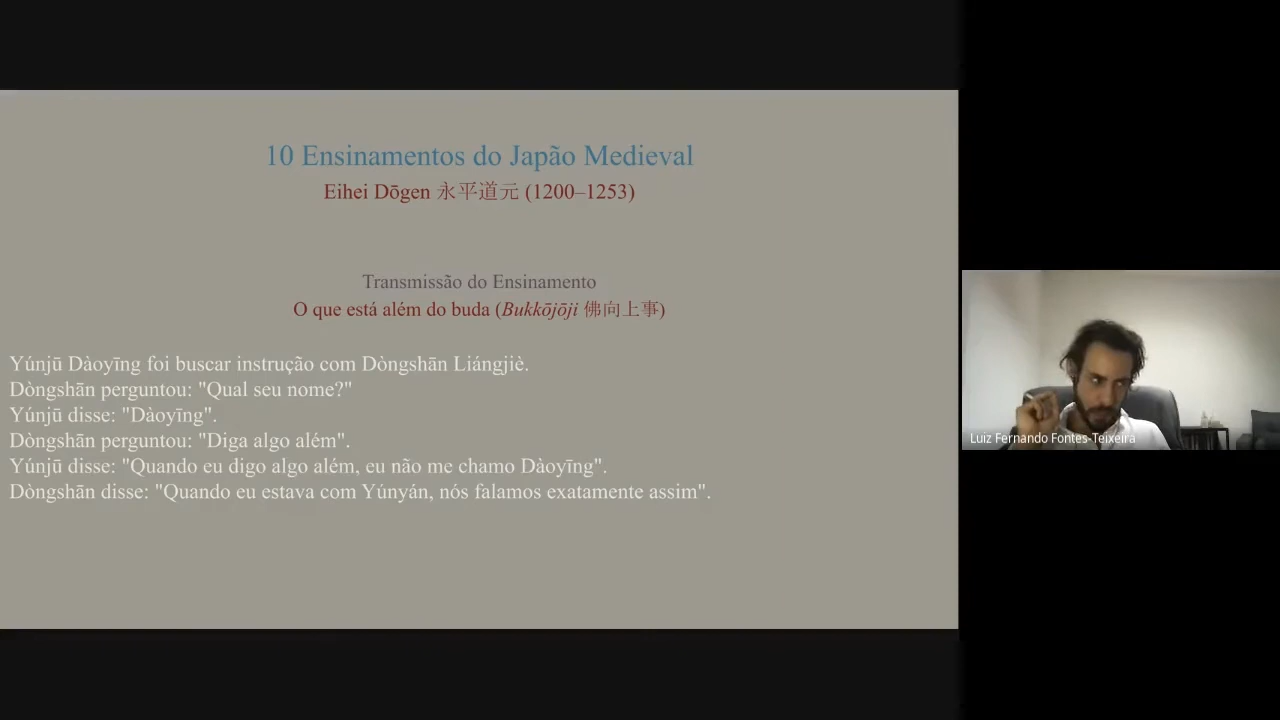 10 Ensinamentos do Japão Medieval
Eihei Dōgen 永平道元 (1200–1253)
Transmissão do Ensinamento
O que está além do buda (Bukkōjōji 佛向上事)
Yúnjū Dàoyīng foi buscar instrução com Dòngshān Liángjiè.
Dòngshān perguntou: "Qual seu nome?"
Yúnjū disse: "Dàoyīng".
Dòngshān perguntou: "Diga algo além".
Yúnjū disse: "Quando eu digo algo além, eu não me chamo Dàoyīng".
Dòngshān disse: "Quando eu estava com Yúnyán, nós falamos exatamente assim".
Luiz Fernando Fontes-Teixeira